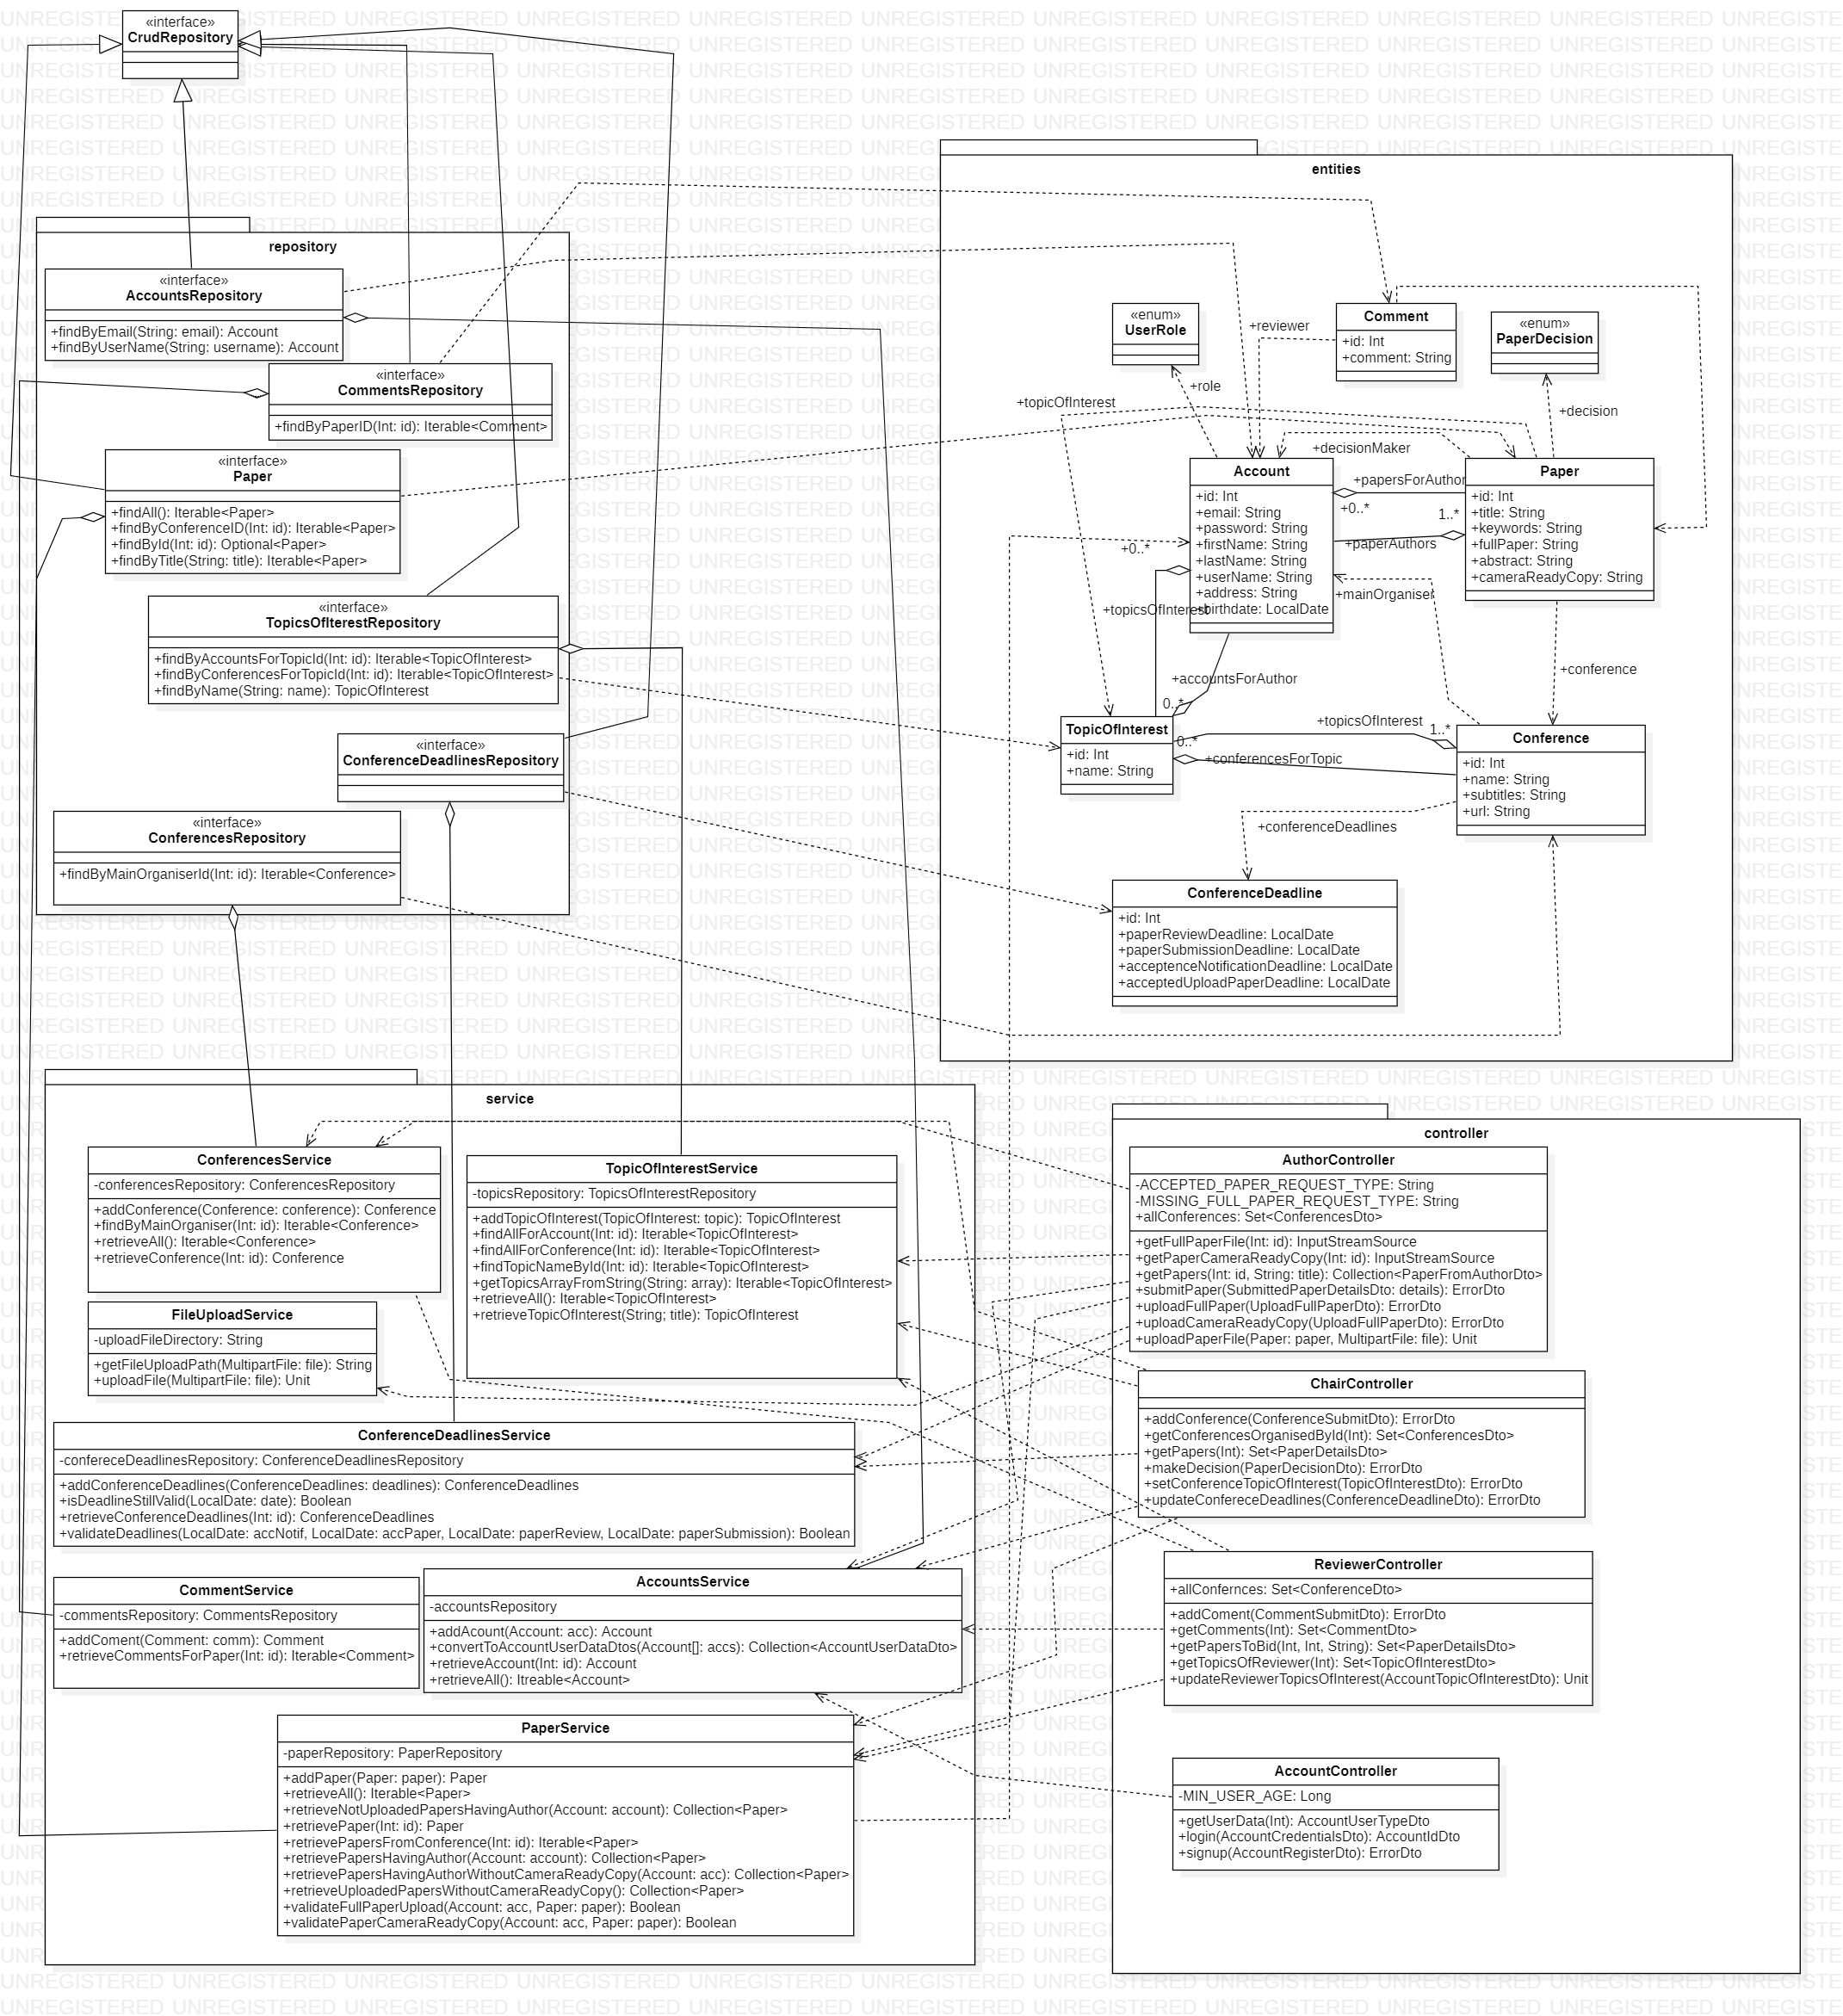 «interface»
CrudRepository
repository
«interface»
AccountsRepository
+findByEmail(String: email): Account
+findByUserName(String: username): Account
«interface»
CommentsRepository
+findByPaperID(Int: id): Iterable<Comment>
«interface»
Paper
+findAll(): Iterable<Paper>
+findByConferenceID(Int: id): Iterable<Paper>
+findById(Int: id): Optional<Paper>
+findByTitle(String: title): Iterable<Paper>
«interface»
TopicsOfIterestRepository
+findByAccountsForTopicId(Int: id): Iterable<TopicOfInterest>
+findByConferencesForTopicId(Int: id): Iterable<TopicOfInterest>
+findByName(String: name): TopicOfInterest
«interface»
ConferenceDeadlinesRepository
«interface»
ConferencesRepository
+findByMainOrganiserId(Int: id): Iterable<Conference>
entities
«enum»
UserRole
+role
+reviewer
Comment
+id: Int
+comment: String
«enum»
PaperDecision
+decision
+topicOfInterest
+decisionMaker
Account
+id: Int
+email: String
+password: String
+firstName: String
+lastName: String
+userName: String
+address: String
+birthdate: LocalDate
+papersForAuthor
+0..*
1..*
+paperAuthors
Paper
+id: Int
+title: String
+keywords: String
+fullPaper: String
+abstract: String
+cameraReadyCopy: String
+0..*
+topicsOfInterest
+mainOrganiser
+accountsForAuthor
0..*
+conference
TopicOfInterest
+id: Int
+name: String
+topicsOfInterest
1..*
0..*
+conferencesForTopic
Conference
+id: Int
+name: String
+subtitles: String
+url: String
+conferenceDeadlines
ConferenceDeadline
+id: Int
+paperReviewDeadline: LocalDate
+paperSubmissionDeadline: LocalDate
+acceptenceNotificationDeadline: LocalDate
+acceptedUploadPaperDeadline: LocalDate
service
ConferencesService
-conferencesRepository: ConferencesRepository
+addConference(Conference: conference): Conference
+findByMainOrganiser(Int: id): Iterable<Conference>
+retrieveAll(): Iterable<Conference>
+retrieveConference(Int: id): Conference
TopicOfInterestService
-topicsRepository: TopicsOfInterestRepository
+addTopicOfInterest(TopicOfInterest: topic): TopicOfInterest
+findAllForAccount(Int: id): Iterable<TopicOfInterest>
+findAllForConference(Int: id): Iterable<TopicOfInterest>
+findTopicNameById(Int: id): Iterable<TopicOfInterest>
+getTopicsArrayFromString(String: array): Iterable<TopicOfInterest>
+retrieveAll(): Iterable<TopicOfInterest>
+retrieveTopicOfInterest(String; title): TopicOfInterest
FileUploadService
-uploadFileDirectory: String
+getFileUploadPath(MultipartFile: file): String
+uploadFile(MultipartFile: file): Unit
ConferenceDeadlinesService
-confereceDeadlinesRepository: ConferenceDeadlinesRepository
+addConferenceDeadlines(ConferenceDeadlines: deadlines): ConferenceDeadlines
+isDeadlineStillValid(LocalDate: date): Boolean
+retrieveConferenceDeadlines(Int: id): ConferenceDeadlines
+validateDeadlines(LocalDate: accNotif, LocalDate: accPaper, LocalDate: paperReview, LocalDate: paperSubmission): Boolean
CommentService
-commentsRepository: CommentsRepository
+addComent(Comment: comm): Comment
+retrieveCommentsForPaper(Int: id): Iterable<Comment>
AccountsService
-accountsRepository
+addAcount(Account: acc): Account
+convertToAccountUserDataDtos(Account[]: accs): Collection<AccountUserDataDto>
+retrieveAccount(Int: id): Account
+retrieveAll(): Itreable<Account>
PaperService
-paperRepository: PaperRepository
+addPaper(Paper: paper): Paper
+retrieveAll(): Iterable<Paper>
+retrieveNotUploadedPapersHavingAuthor(Account: account): Collection<Paper>
+retrievePaper(Int: id): Paper
+retrievePapersFromConference(Int: id): Iterable<Paper>
+retrievePapersHavingAuthor(Account: account): Collection<Paper>
+retrievePapersHavingAuthorWithoutCameraReadyCopy(Account: acc): Collection<Paper>
+retrieveUploadedPapersWithoutCameraReadyCopy(): Collection<Paper>
+validateFullPaperUpload(Account: acc, Paper: paper): Boolean
+validatePaperCameraReadyCopy(Account: acc, Paper: paper): Boolean
controller
AuthorController
-ACCEPTED_PAPER_REQUEST_TYPE: String
-MISSING_FULL_PAPER_REQUEST_TYPE: String
+allConferences: Set<ConferencesDto>
+getFullPaperFile(Int: id): InputStreamSource
+getPaperCameraReadyCopy(Int: id): InputStreamSource
+getPapers(Int: id, String: title): Collection<PaperFromAuthorDto>
+submitPaper(SubmittedPaperDetailsDto: details): ErrorDto
+uploadFullPaper(UploadFullPaperDto): ErrorDto
+uploadCameraReadyCopy(UploadFullPaperDto): ErrorDto
+uploadPaperFile(Paper: paper, MultipartFile: file): Unit
ChairController
+addConference(ConferenceSubmitDto): ErrorDto
+getConferencesOrganisedById(Int): Set<ConferencesDto>
+getPapers(Int): Set<PaperDetailsDto>
+makeDecision(PaperDecisionDto): ErrorDto
+setConferenceTopicOfInterest(TopicOfInterestDto): ErrorDto
+updateConfereceDeadlines(ConferenceDeadlineDto): ErrorDto
ReviewerController
+allConfernces: Set<ConferenceDto>
+addComent(CommentSubmitDto): ErrorDto
+getComments(Int): Set<CommentDto>
+getPapersToBid(Int, Int, String): Set<PaperDetailsDto>
+getTopicsOfReviewer(Int): Set<TopicOfInterestDto>
+updateReviewerTopicsOfInterest(AccountTopicOfInterestDto): Unit
AccountController
-MIN_USER_AGE: Long
+getUserData(Int): AccountUserTypeDto
+login(AccountCredentialsDto): AccountIdDto
+signup(AccountRegisterDto): ErrorDto